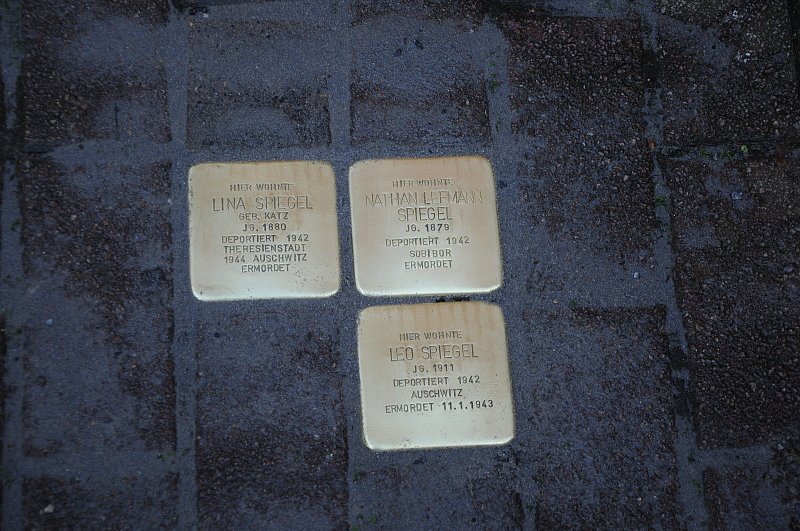 HIER WOHNTE
LINA SPIEGEL
GEB. KATZ
JG. 1880
DEPORTIERT 1942
THERESIENSTADT
1944 AUSCHWITZ
ERMORDET
HIER WOHNTE
NATHAN LEFMANN
SPIEGEL
JG. 1879
DEPORTIERT 1942
SOBIBOR
ERMORDET
HIER WOHNTE
LEO SPIEGEL
JG. 1911
DEPORTIERT 1942
AUSCHWITZ
ERMORDET 11.1.1943